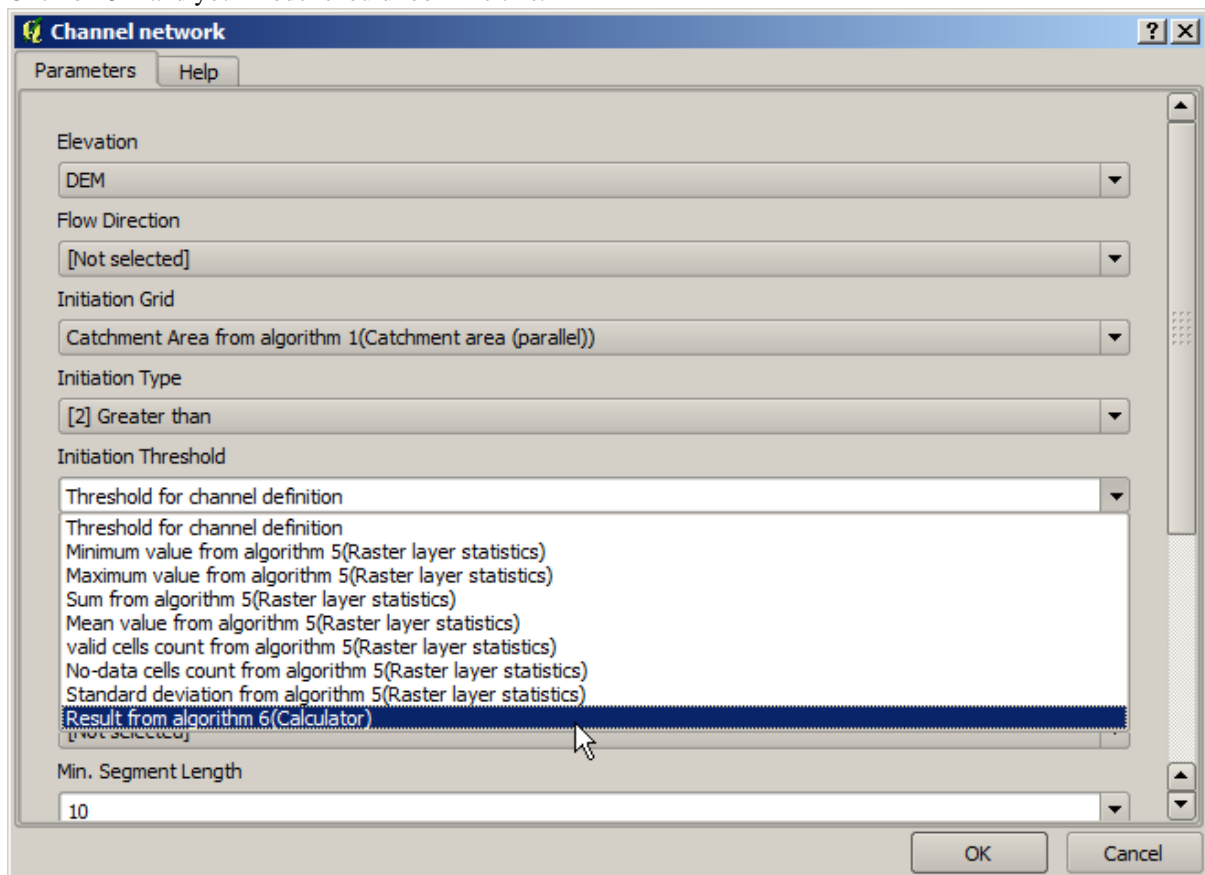 Channel network
Parameters Help
Elevation
DEM
Flow Direction
[Not selected]
Initiation Grid
Catchment Area from algorithm 1(Catchment area (parallel))
Initiation Type
[2] Greater than
Initiation Threshold
Threshold for channel definition
Threshold for channel definition
Minimum value from algorithm 5(Raster layer statistics)
Maximum value from algorithm 5(Raster layer statistics)
Sum from algorithm 5(Raster layer statistics)
Mean value from algorithm 5(Raster layer statistics)
valid cells count from algorithm 5(Raster layer statistics)
No-data cells count from algorithm 5(Raster layer statistics)
Standard deviation from algorithm 5(Raster layer statistics)
Result from algorithm 6(Calculator)
[Not selected]
Min. Segment Length
10
OK Cancel